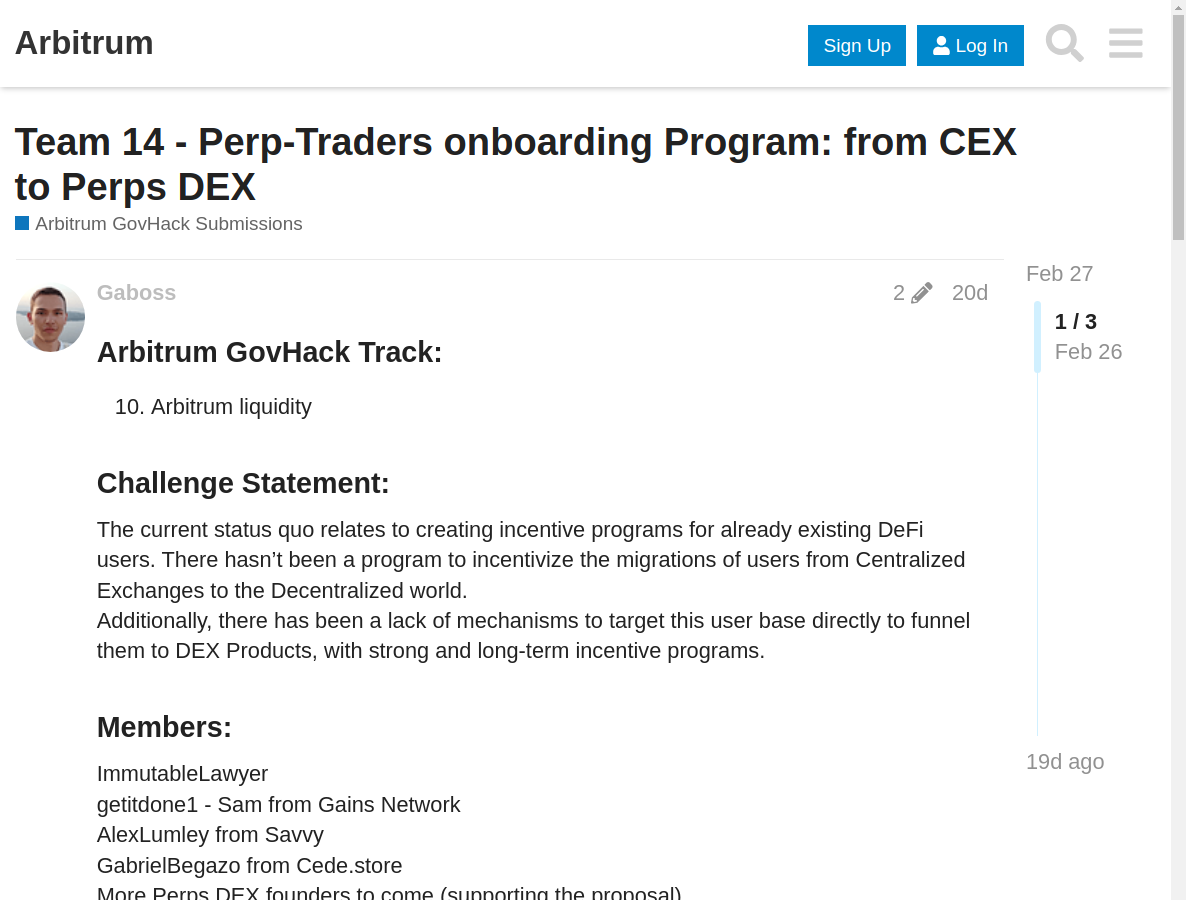 Arbitrum
Sign Up
Log In
Team 14 - Perp-Traders onboarding Program: from CEX
to Perps DEX
Arbitrum GovHack Submissions
Gaboss
2
20d
Feb 27
1 / 3
Feb 26
Arbitrum GovHack Track:
10. Arbitrum liquidity
Challenge Statement:
The current status quo relates to creating incentive programs for already existing DeFi
users. There hasn’t been a program to incentivize the migrations of users from Centralized
Exchanges to the Decentralized world.
Additionally, there has been a lack of mechanisms to target this user base directly to funnel
them to DEX Products, with strong and long-term incentive programs.
Members:
ImmutableLawyer
getitdone1 - Sam from Gains Network
AlexLumley from Savvy
GabrielBegazo from Cede.store
More Perps DEX founders to come (supporting the proposal)
19d ago